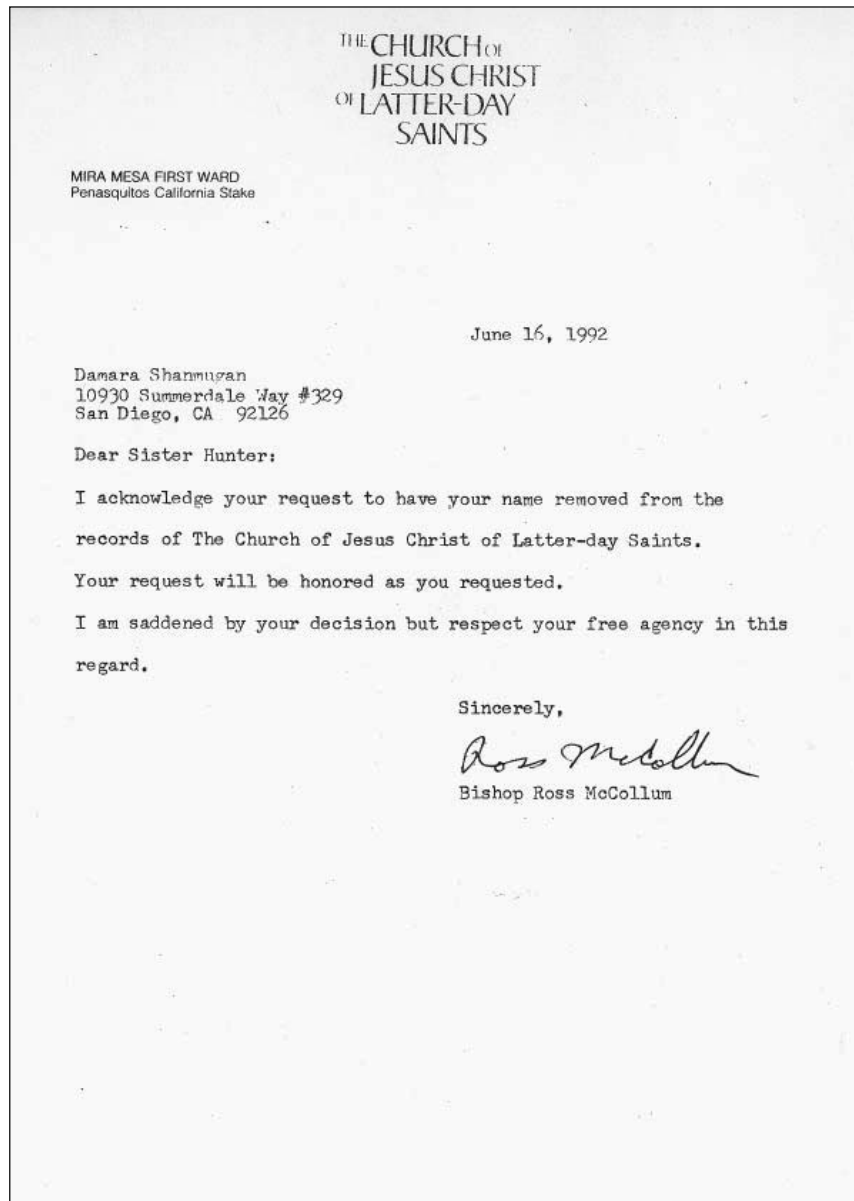 THE CHURCH OF
JESUS CHRIST
OF LATTER-DAY
SAINTS
MIRA MESA FIRST WARD
Penasquitos California Stake
June 16, 1992
Damara Shanmugan
10930 Summerdale Way #329
San Diego, CA 92126
Dear Sister Hunter:
I acknowledge your request to have your name removed from the
records of The Church of Jesus Christ of Latter-day Saints.
Your request will be honored as you requested.
I am saddened by your decision but respect your free agency in this
regard.
Sincerely,
Ross McCollum
Bishop Ross McCollum